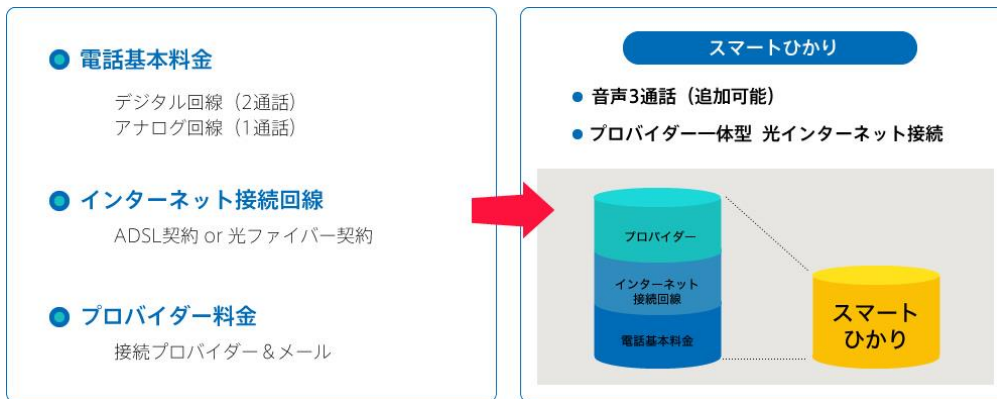 電話基本料金
デジタル回線（2通話）
アナログ回線（1通話）
インターネット接続回線
ADSL契約 or 光ファイバー契約
プロバイダー料金
接続プロバイダー＆メール
スマートひかり
音声3通話（追加可能）
プロバイダー一体型 光インターネット接続
プロバイダー
インターネット
接続回線
電話基本料金
スマート
ひかり